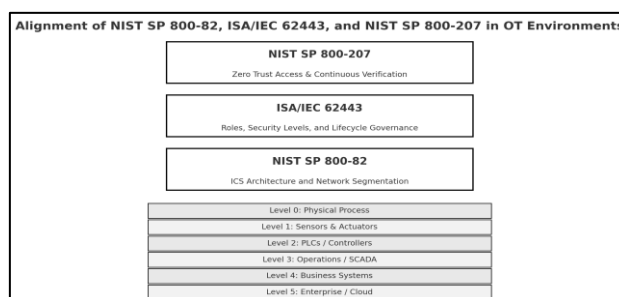 Alignment of NIST SP 800-82, ISA/IEC 62443, and NIST SP 800-207 in OT Environments
NIST SP 800-207
Zero Trust Access & Continuous Verification
ISA/IEC 62443
Roles, Security Levels, and Lifecycle Governance
NIST SP 800-82
ICS Architecture and Network Segmentation
Level 0: Physical Process
Level 1: Sensors & Actuators
Level 2: PLCs / Controllers
Level 3: Operations / SCADA
Level 4: Business Systems
Level 5: Enterprise / Cloud